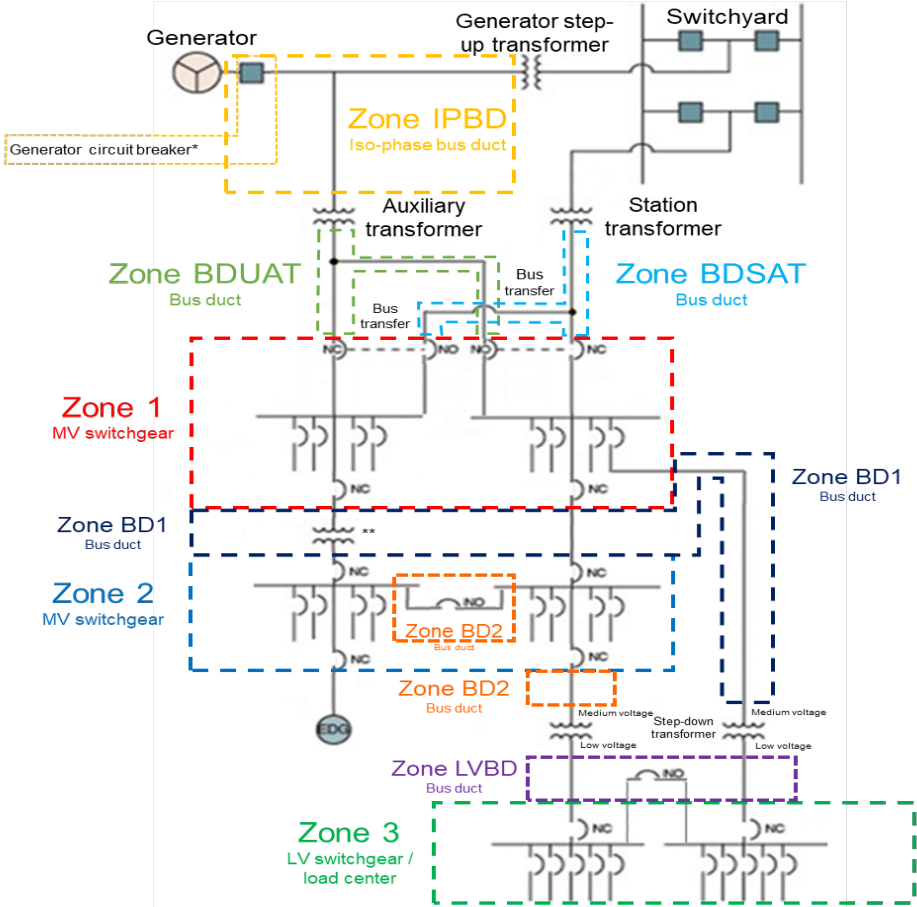 Generator
Generator step-
up transformer
Switchyard
Zone IPBD
Iso-phase bus duct
Generator circuit breaker*
Auxiliary
transformer
Station
transformer
Zone BDUAT
Bus duct
Bus
transfer
Bus
transfer
Zone BDSAT
Bus duct
NC
NO
NO
NC
Zone 1
MV switchgear
NC
Zone BD1
Bus duct
Zone BD1
Bus duct
**
NC
NC
Zone 2
MV switchgear
NO
Zone BD2
Bus duct
NC
NC
Zone BD2
Bus duct
EDG
Medium voltage
Step-down
transformer
Medium voltage
Low voltage
Low voltage
Zone LVBD
Bus duct
NO
Zone 3
LV switchgear /
load center
NC
NC